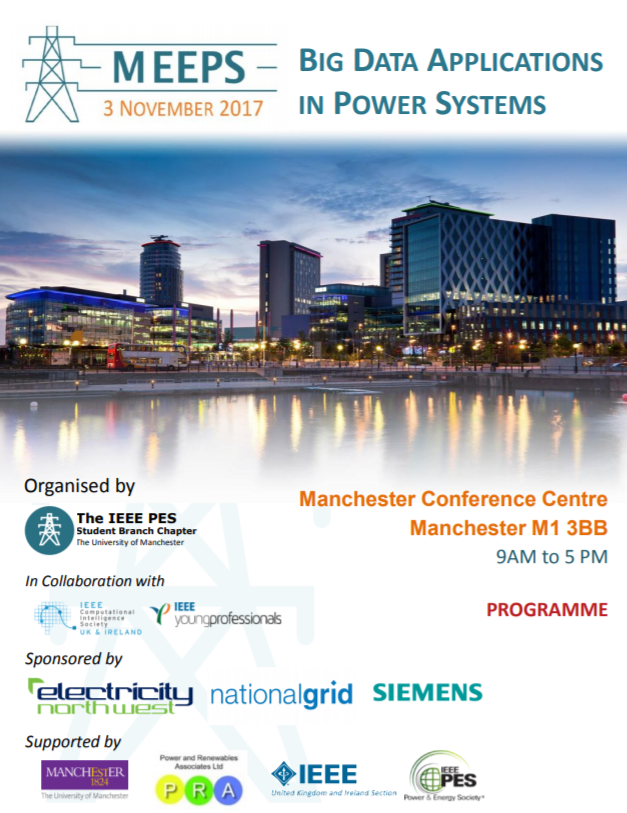 MEEPS
3 NOVEMBER 2017
BIG DATA APPLICATIONS
IN POWER SYSTEMS
Organised by
The IEEE PES
Student Branch Chapter
The University of Manchester
Manchester Conference Centre
Manchester M1 3BB
9AM to 5 PM
PROGRAMME
In Collaboration with
IEEE
Computational
Intelligence
Society
UK & IRELAND
IEEE
youngprofessionals
Sponsored by
electricity
northwest
nationalgrid
SIEMENS
Supported by
MANCHESTER
1824
The University of Manchester
Power and Renewables
Associates Ltd
P R A
IEEE
United Kingdom and Ireland Section
IEEE
PES
Power & Energy Society®